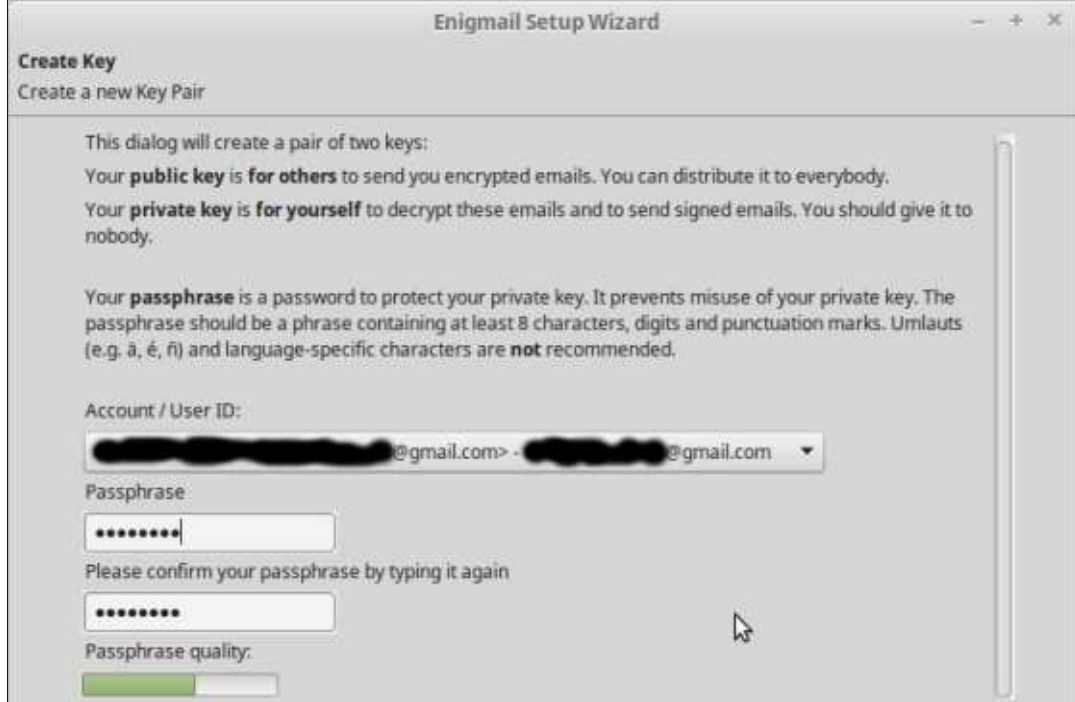 Enigmail Setup Wizard
Create Key
Create a new Key Pair
This dialog will create a pair of two keys:
Your public key is for others to send you encrypted emails. You can distribute it to everybody.
Your private key is for yourself to decrypt these emails and to send signed emails. You should give it to
nobody.
Your passphrase is a password to protect your private key. It prevents misuse of your private key. The
passphrase should be a phrase containing at least 8 characters, digits and punctuation marks. Umlauts
(e.g. ä, é, ñ) and language-specific characters are not recommended.
Account / User ID:
@gmail.com> - @gmail.com
Passphrase
Please confirm your passphrase by typing it again
Passphrase quality: